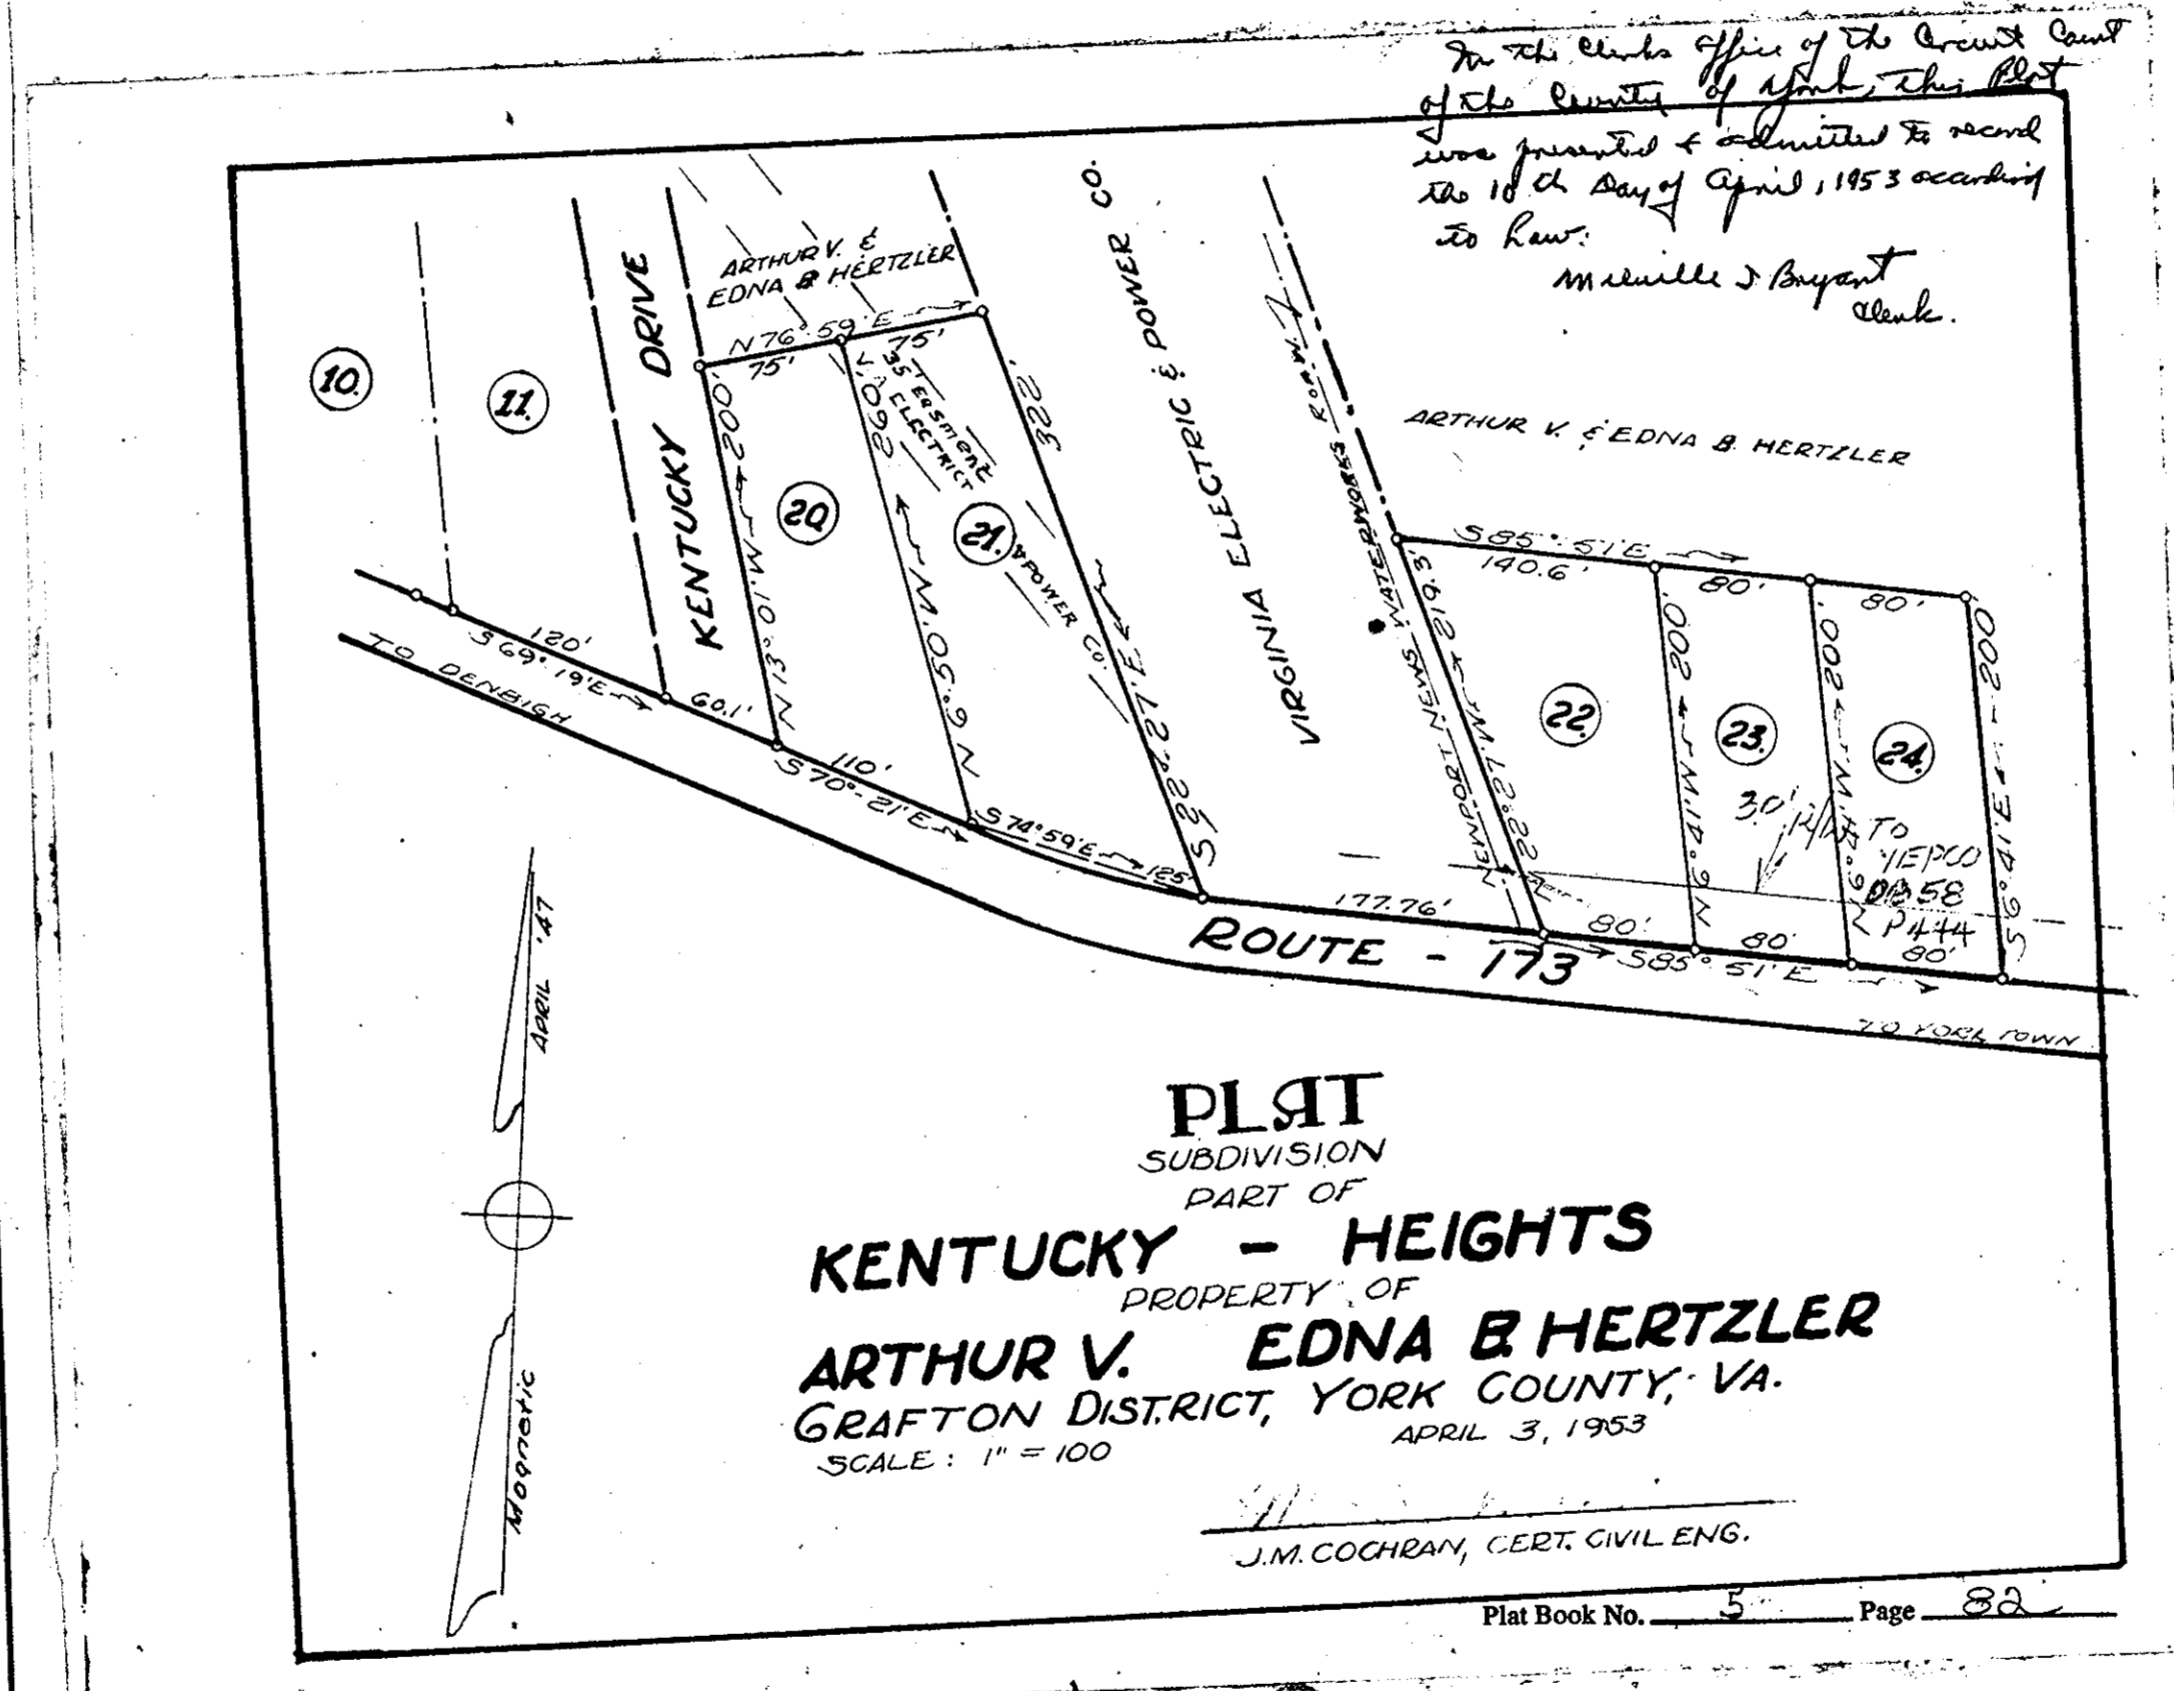 In the Clerks Office of the Circuit Court
of the County of York, this Plat
was presented & admitted to record
the 10th Day of April, 1953 according
to Law:
Melville I Bryant
Clerk.
ARTHUR V. &
EDNA B HERTZLER
KENTUCKY DRIVE
VIRGINIA ELECTRIC & POWER CO.
NEWPORT NEWS WATERWORKS R.O.W.
ARTHUR V. & EDNA B. HERTZLER
10.
11.
20
21.
22.
23.
24.
N 76° 59' E
75'
75'
N 13° 01' W 200'
260'
N 6° 50' W
35' EASMENT
ELECTRICT
& POWER CO.
322'
S 22° 27' E
S 85° 51' E
140.6'
80'
80'
N 22° 27' W 219.3'
N 6° 41' W 200'
N 6° 41' W 200'
S 6° 41' E 200'
30' R/W TO
VEPCO
DB 58
P 474
120'
S 69° 19' E
60.1'
110'
S 70° - 21' E
S 74° 59' E 125'
177.76'
80'
80'
80'
S 85° 51' E
TO DENBIGH
ROUTE - 173
TO YORK TOWN
APRIL '47
Magnetic
PLAT
SUBDIVISION
PART OF
KENTUCKY - HEIGHTS
PROPERTY OF
ARTHUR V. EDNA B. HERTZLER
GRAFTON DISTRICT, YORK COUNTY, VA.
SCALE: 1" = 100 APRIL 3, 1953
J.M. COCHRAN, CERT. CIVIL ENG.
Plat Book No. 5 Page 82